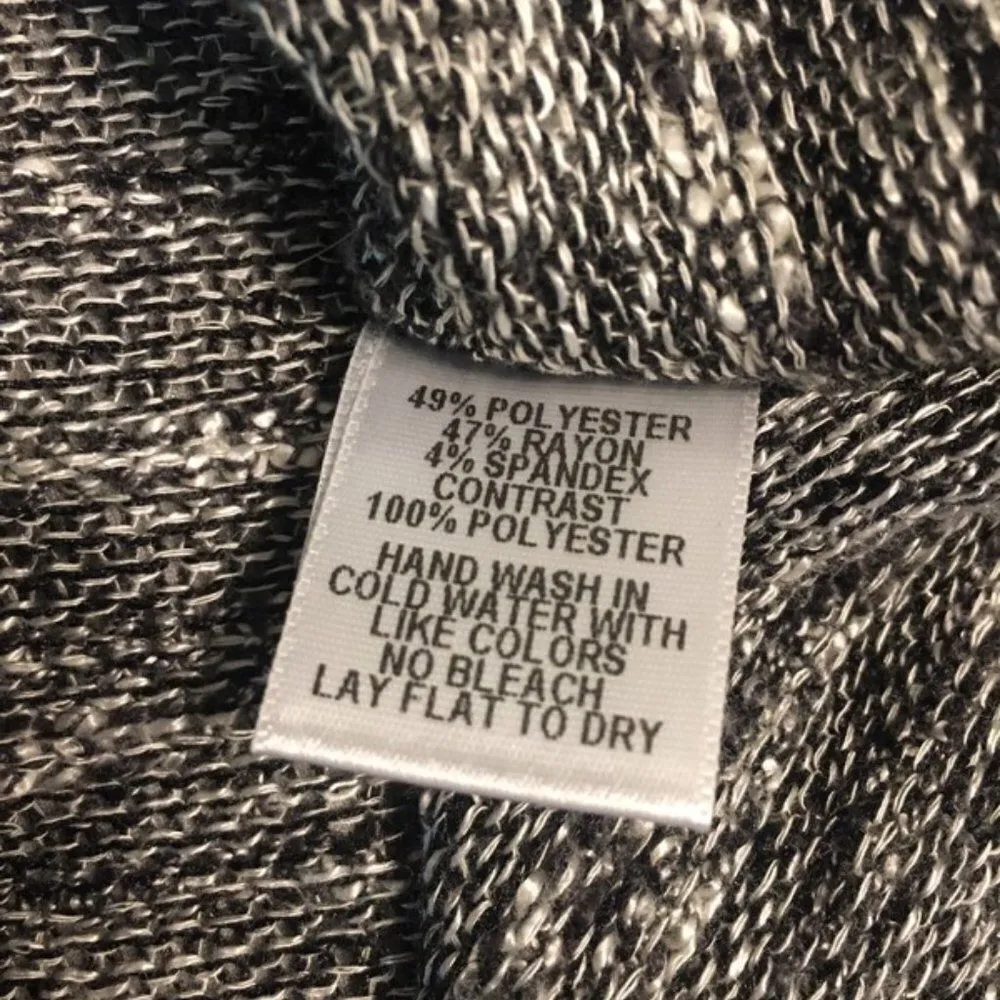 49% POLYESTER
47% RAYON
4% SPANDEX
CONTRAST
100% POLYESTER
HAND WASH IN
COLD WATER WITH
LIKE COLORS
NO BLEACH
LAY FLAT TO DRY